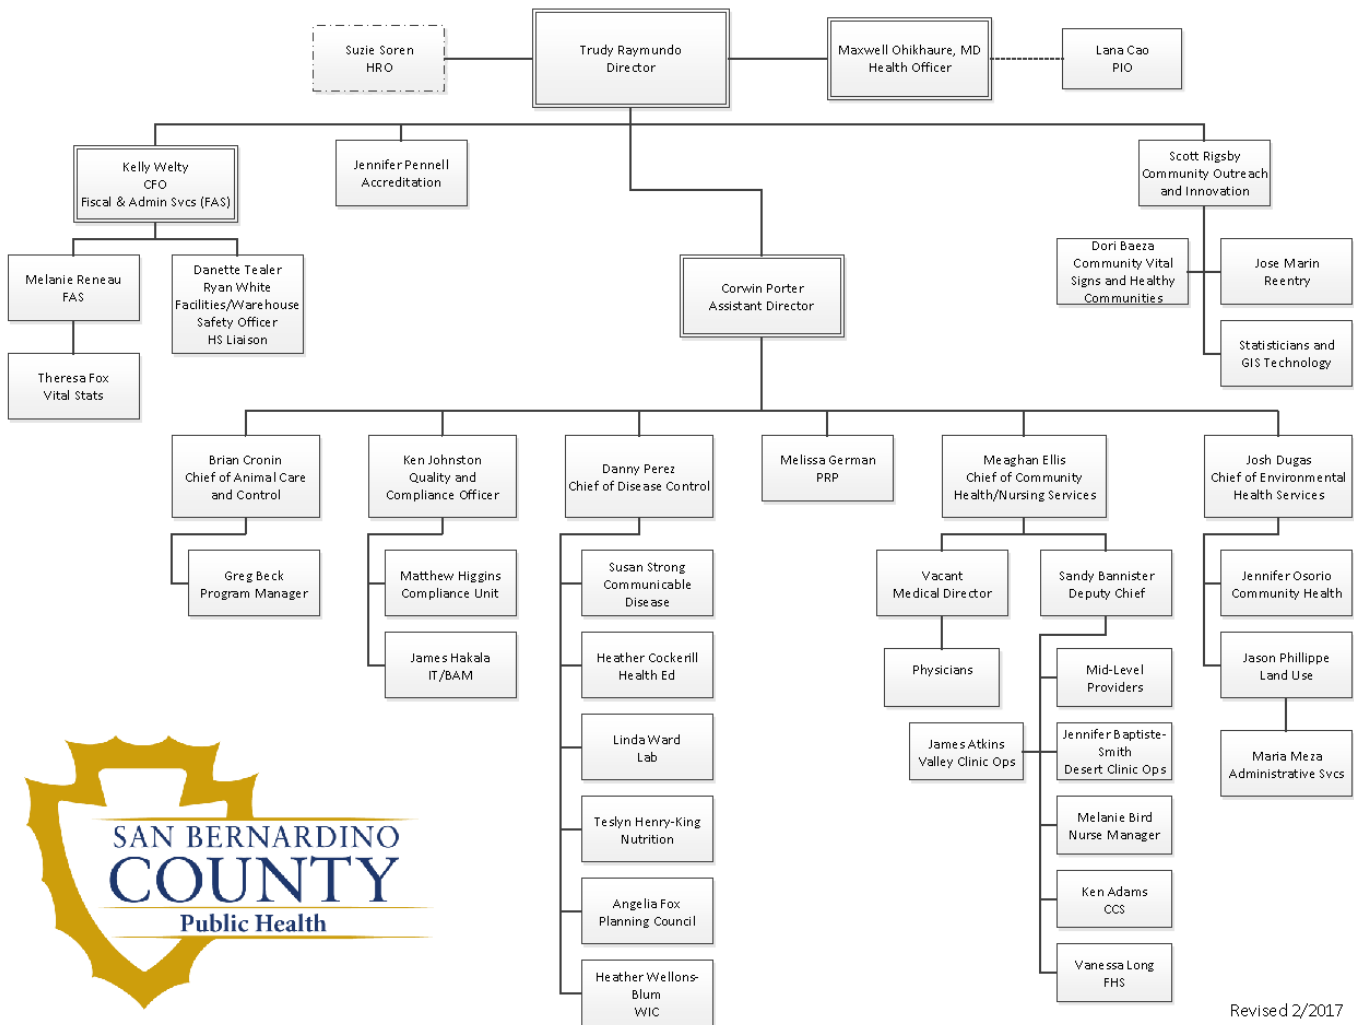 Suzie Soren
HRO
Trudy Raymundo
Director
Maxwell Ohikhaure, MD
Health Officer
Lana Cao
PIO
Kelly Welty
CFO
Fiscal & Admin Svcs (FAS)
Jennifer Pennell
Accreditation
Scott Rigsby
Community Outreach
and Innovation
Melanie Reneau
FAS
Danette Tealer
Ryan White
Facilities/Warehouse
Safety Officer
HS Liaison
Corwin Porter
Assistant Director
Dori Baeza
Community Vital
Signs and Healthy
Communities
Jose Marin
Reentry
Theresa Fox
Vital Stats
Statisticians and
GIS Technology
Brian Cronin
Chief of Animal Care
and Control
Ken Johnston
Quality and
Compliance Officer
Danny Perez
Chief of Disease Control
Melissa German
PRP
Meaghan Ellis
Chief of Community
Health/Nursing Services
Josh Dugas
Chief of Environmental
Health Services
Greg Beck
Program Manager
Matthew Higgins
Compliance Unit
James Hakala
IT/BAM
Susan Strong
Communicable
Disease
Heather Cockerill
Health Ed
Linda Ward
Lab
Teslyn Henry-King
Nutrition
Angelia Fox
Planning Council
Heather Wellons-
Blum
WIC
Vacant
Medical Director
Physicians
Sandy Bannister
Deputy Chief
Mid-Level
Providers
James Atkins
Valley Clinic Ops
Jennifer Baptiste-
Smith
Desert Clinic Ops
Melanie Bird
Nurse Manager
Ken Adams
CCS
Vanessa Long
FHS
Jennifer Osorio
Community Health
Jason Phillippe
Land Use
Maria Meza
Administrative Svcs
SAN BERNARDINO
COUNTY
Public Health
Revised 2/2017